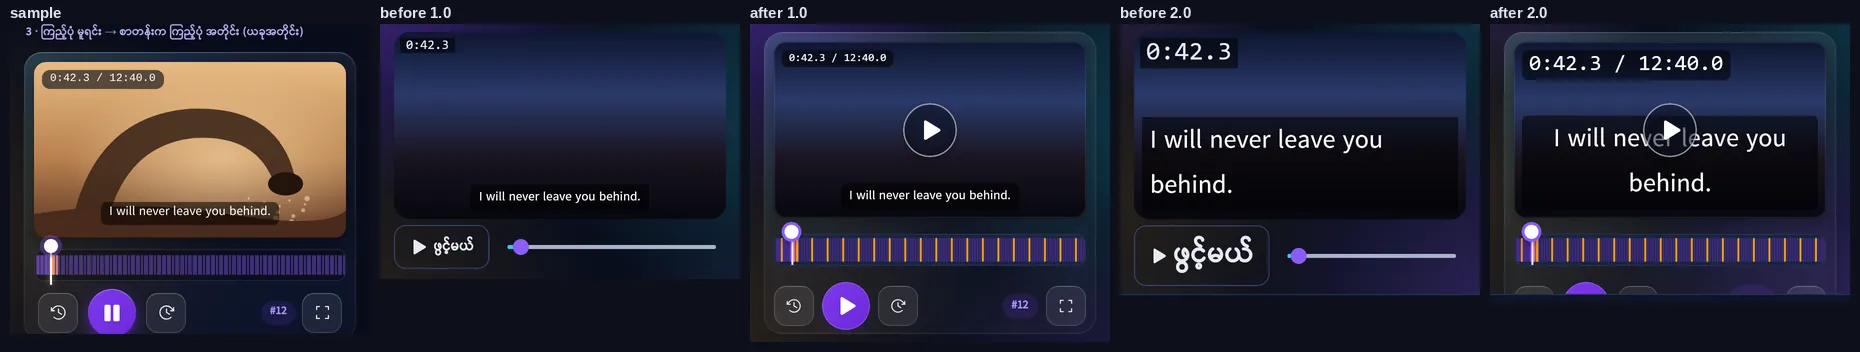 sample
3 · ကြည့်ပုံ မူရင်း → စာတန်းက ကြည့်ပုံ အတိုင်း (ယခုအတိုင်း)
0:42.3 / 12:40.0
I will never leave you behind.
#12
before 1.0
0:42.3
I will never leave you behind.
ဖွင့်မယ်
after 1.0
0:42.3 / 12:40.0
I will never leave you behind.
#12
before 2.0
0:42.3
I will never leave you
behind.
ဖွင့်မယ်
after 2.0
0:42.3 / 12:40.0
I will never leave you
behind.